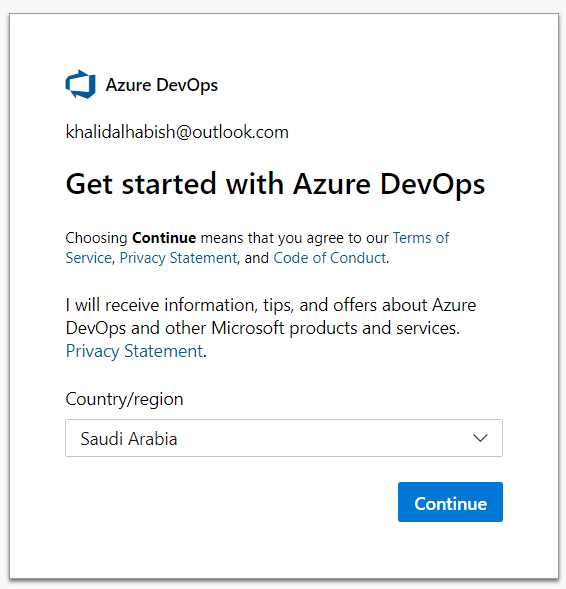 Azure DevOps
khalidalhabish@outlook.com
Get started with Azure DevOps
Choosing Continue means that you agree to our Terms of
Service, Privacy Statement, and Code of Conduct.
I will receive information, tips, and offers about Azure
DevOps and other Microsoft products and services.
Privacy Statement.
Country/region
Saudi Arabia
Continue